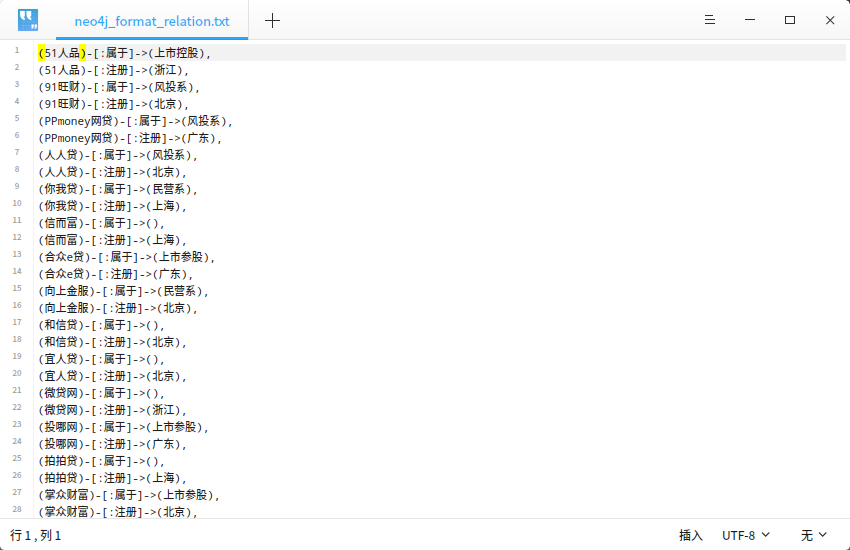 neo4j_format_relation.txt
1 (51人品)-[:属于]->(上市控股),
2 (51人品)-[:注册]->(浙江),
3 (91旺财)-[:属于]->(风投系),
4 (91旺财)-[:注册]->(北京),
5 (PPmoney网贷)-[:属于]->(风投系),
6 (PPmoney网贷)-[:注册]->(广东),
7 (人人贷)-[:属于]->(风投系),
8 (人人贷)-[:注册]->(北京),
9 (你我贷)-[:属于]->(民营系),
10 (你我贷)-[:注册]->(上海),
11 (信而富)-[:属于]->(),
12 (信而富)-[:注册]->(上海),
13 (合众e贷)-[:属于]->(上市参股),
14 (合众e贷)-[:注册]->(广东),
15 (向上金服)-[:属于]->(民营系),
16 (向上金服)-[:注册]->(北京),
17 (和信贷)-[:属于]->(),
18 (和信贷)-[:注册]->(北京),
19 (宜人贷)-[:属于]->(),
20 (宜人贷)-[:注册]->(北京),
21 (微贷网)-[:属于]->(),
22 (微贷网)-[:注册]->(浙江),
23 (投哪网)-[:属于]->(上市参股),
24 (投哪网)-[:注册]->(广东),
25 (拍拍贷)-[:属于]->(),
26 (拍拍贷)-[:注册]->(上海),
27 (掌众财富)-[:属于]->(上市参股),
28 (掌众财富)-[:注册]->(北京),
行 1 , 列 1 插入 UTF-8 无